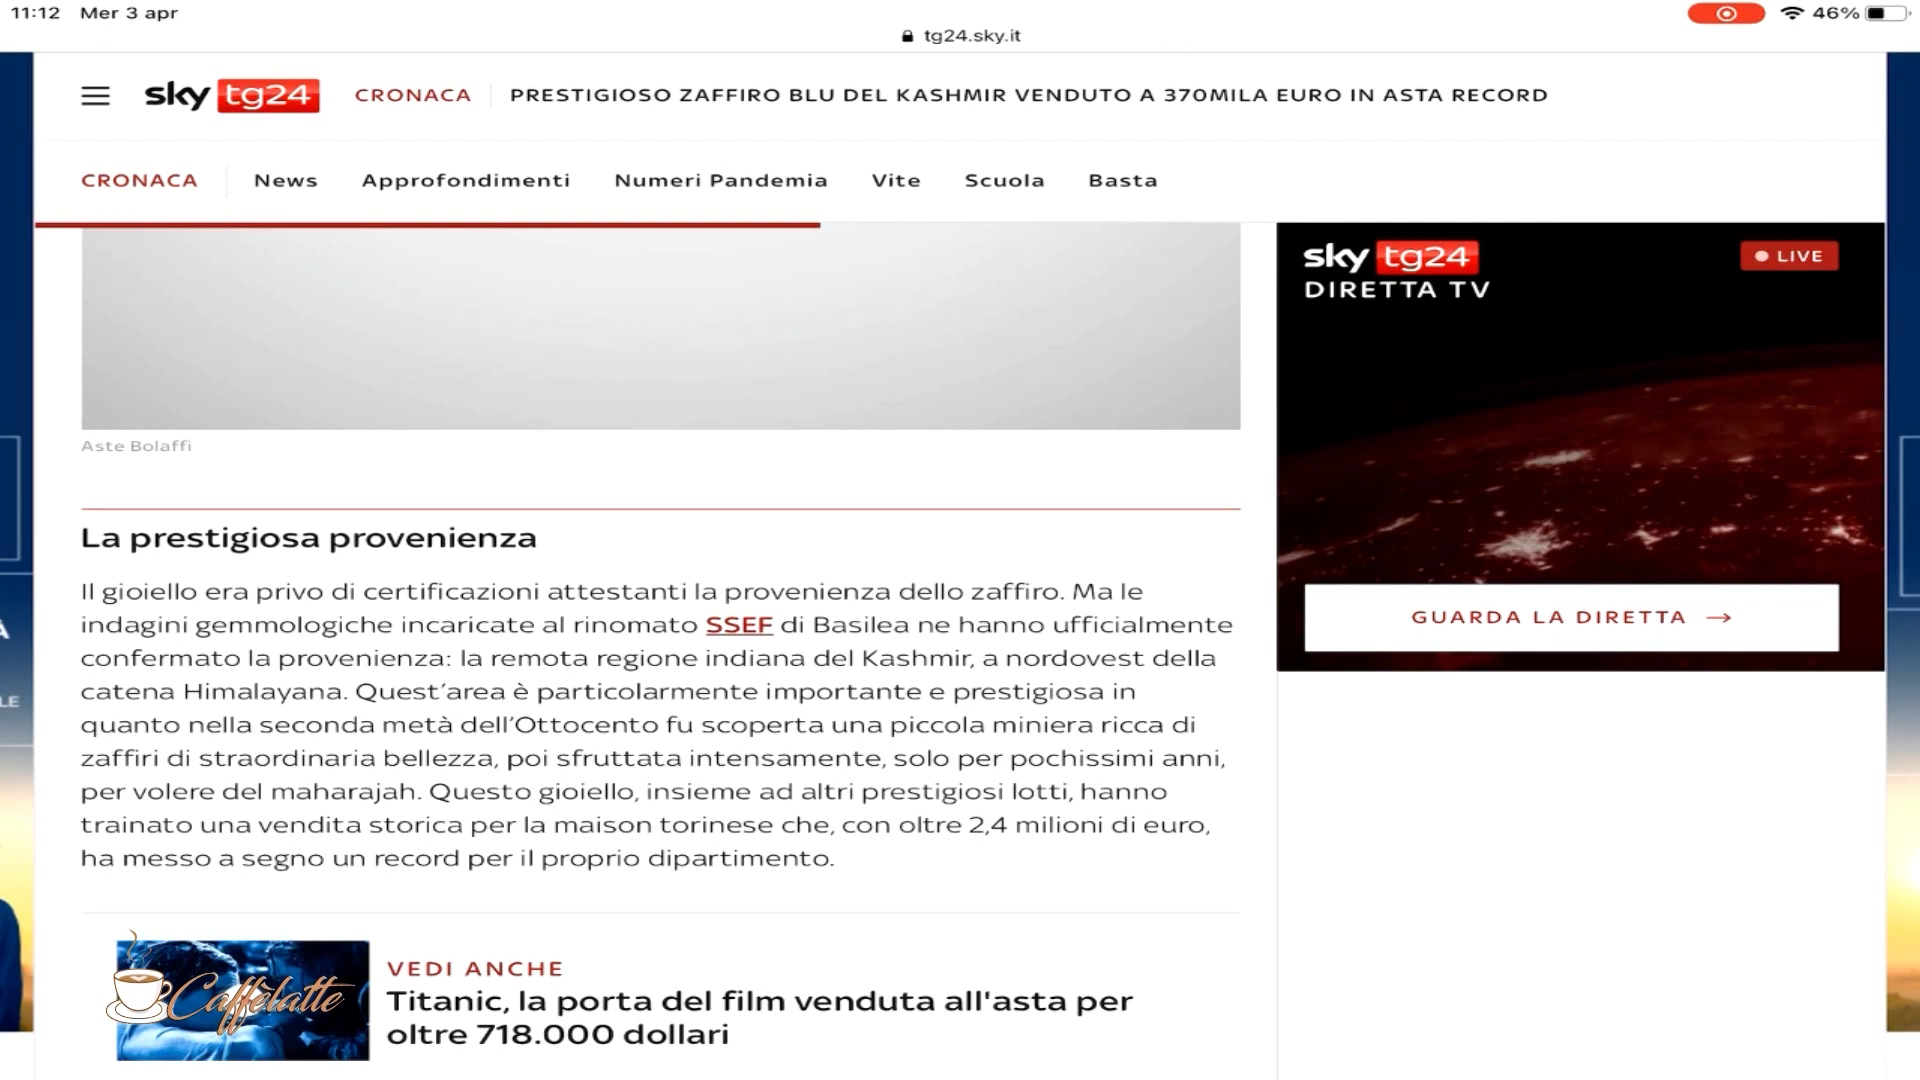 11:12 Mer 3 apr
46%
tg24.sky.it
sky tg24 CRONACA PRESTIGIOSO ZAFFIRO BLU DEL KASHMIR VENDUTO A 370MILA EURO IN ASTA RECORD
CRONACA News Approfondimenti Numeri Pandemia Vite Scuola Basta
sky tg24
LIVE
DIRETTA TV
GUARDA LA DIRETTA →
Aste Bolaffi
La prestigiosa provenienza
Il gioiello era privo di certificazioni attestanti la provenienza dello zaffiro. Ma le
indagini gemmologiche incaricate al rinomato SSEF di Basilea ne hanno ufficialmente
confermato la provenienza: la remota regione indiana del Kashmir, a nordovest della
catena Himalayana. Quest’area è particolarmente importante e prestigiosa in
quanto nella seconda metà dell’Ottocento fu scoperta una piccola miniera ricca di
zaffiri di straordinaria bellezza, poi sfruttata intensamente, solo per pochissimi anni,
per volere del maharajah. Questo gioiello, insieme ad altri prestigiosi lotti, hanno
trainato una vendita storica per la maison torinese che, con oltre 2,4 milioni di euro,
ha messo a segno un record per il proprio dipartimento.
Caffèlatte
VEDI ANCHE
Titanic, la porta del film venduta all'asta per
oltre 718.000 dollari